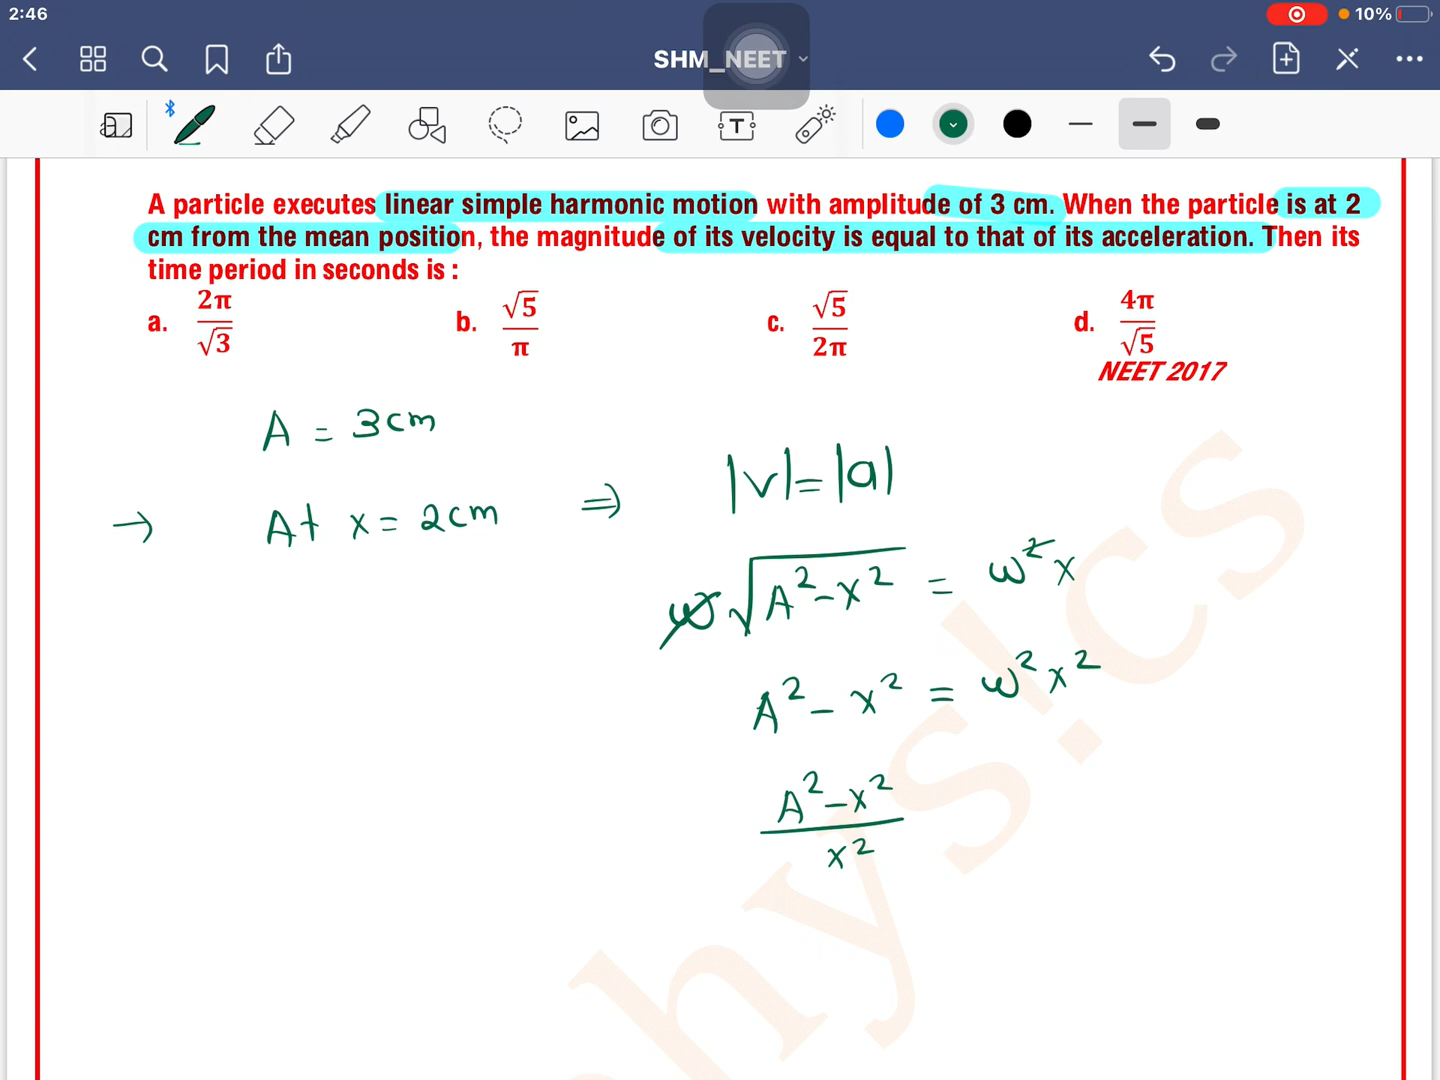 2:46
10%
SHM_NEET
T
A particle executes linear simple harmonic motion with amplitude of 3 cm. When the particle is at 2
cm from the mean position, the magnitude of its velocity is equal to that of its acceleration. Then its
time period in seconds is :
a. 2π/√3
b. √5/π
c. √5/2π
d. 4π/√5
NEET 2017
A = 3cm
|v| = |a|
→ At x = 2cm ⇒
ω√(A²-x²) = ω²x
A² - x² = ω²x²
A²-x²/x²
hys!cs